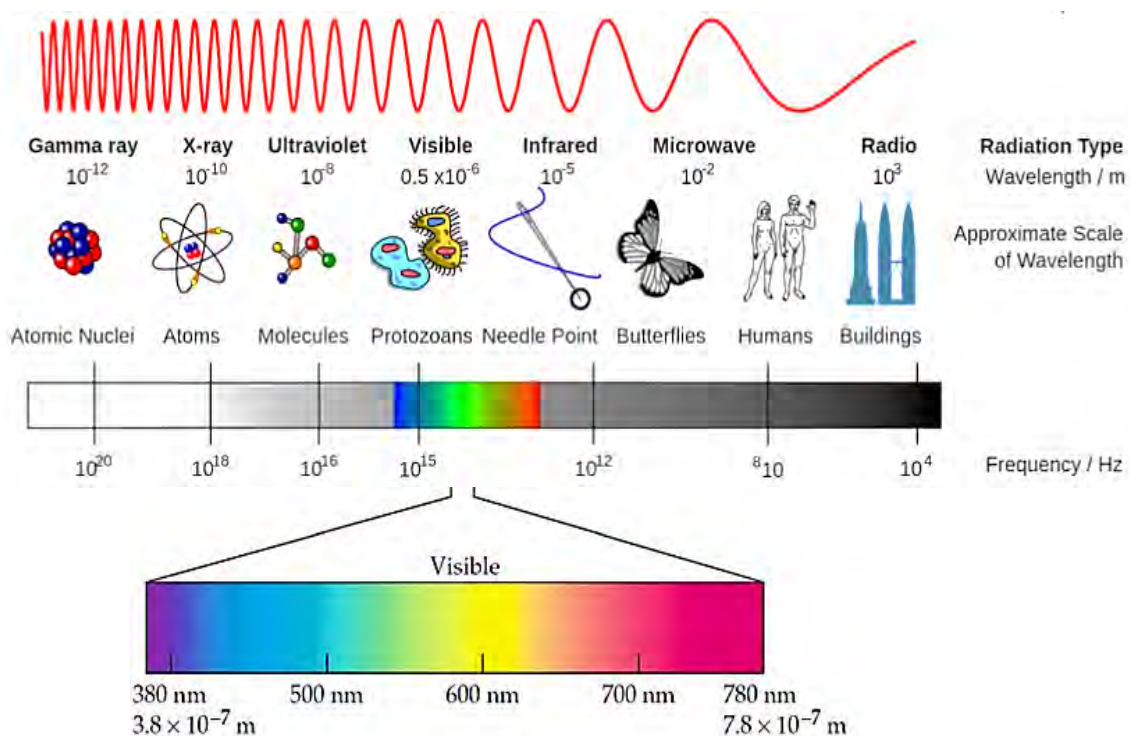 Gamma ray X-ray Ultraviolet Visible Infrared Microwave Radio Radiation Type
10⁻¹² 10⁻¹⁰ 10⁻⁸ 0.5 x10⁻⁶ 10⁻⁵ 10⁻² 10³ Wavelength / m
Approximate Scale
of Wavelength
Atomic Nuclei Atoms Molecules Protozoans Needle Point Butterflies Humans Buildings
10²⁰ 10¹⁸ 10¹⁶ 10¹⁵ 10¹² ⁸10 10⁴ Frequency / Hz
Visible
380 nm 500 nm 600 nm 700 nm 780 nm
3.8 × 10⁻⁷ m 7.8 × 10⁻⁷ m